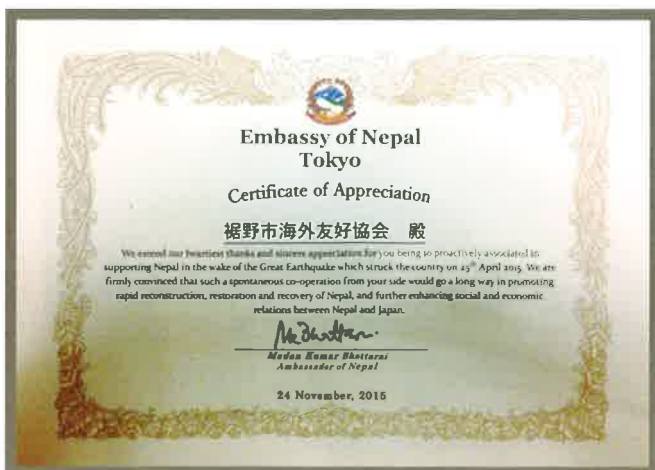 Embassy of Nepal
Tokyo
Certificate of Appreciation
裾野市海外友好協会　殿
We extend our heartiest thanks and sincere appreciation for you being so proactively associated in
supporting Nepal in the wake of the Great Earthquake which struck the country on 25th April 2015. We are
firmly convinced that such a spontaneous co-operation from your side would go a long way in promoting
rapid reconstruction, restoration and recovery of Nepal, and further enhancing social and economic
relations between Nepal and Japan.
Madan Kumar Bhattarai
Ambassador of Nepal
24 November, 2015